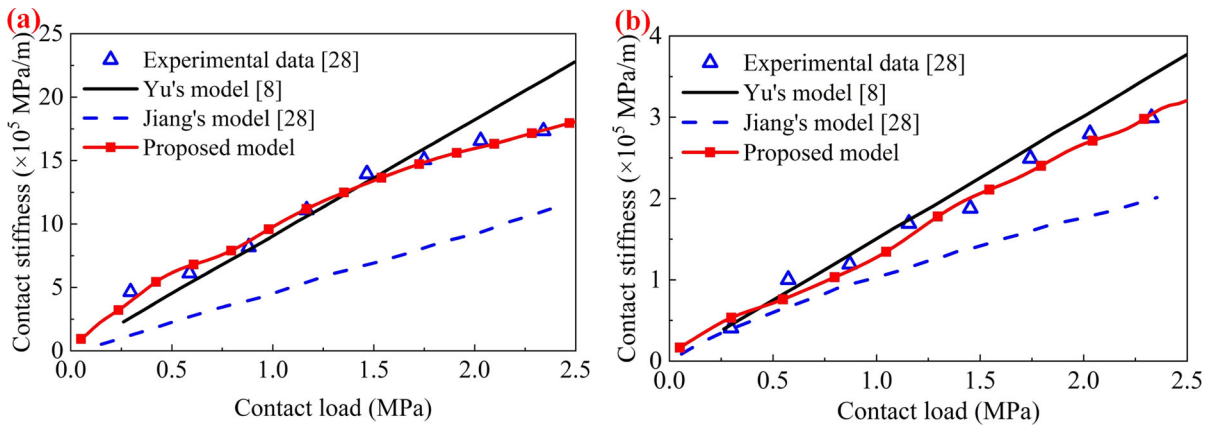 (a)
25
20
15
10
5
0
Contact stiffness (×10⁵ MPa/m)
Experimental data [28]
Yu's model [8]
Jiang's model [28]
Proposed model
0.0 0.5 1.0 1.5 2.0 2.5
Contact load (MPa)
(b)
4
3
2
1
0
Contact stiffness (×10⁵ MPa/m)
Experimental data [28]
Yu's model [8]
Jiang's model [28]
Proposed model
0.0 0.5 1.0 1.5 2.0 2.5
Contact load (MPa)